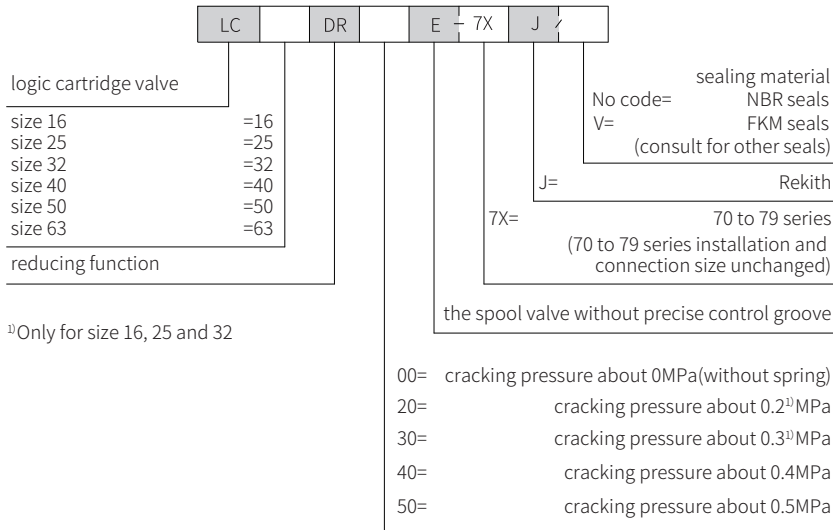 LC DR E - 7X J /
logic cartridge valve
size 16 =16
size 25 =25
size 32 =32
size 40 =40
size 50 =50
size 63 =63
reducing function
¹⁾Only for size 16, 25 and 32
sealing material
No code= NBR seals
V= FKM seals
(consult for other seals)
J= Rekith
7X= 70 to 79 series
(70 to 79 series installation and
connection size unchanged)
the spool valve without precise control groove
00= cracking pressure about 0MPa(without spring)
20= cracking pressure about 0.2¹⁾MPa
30= cracking pressure about 0.3¹⁾MPa
40= cracking pressure about 0.4MPa
50= cracking pressure about 0.5MPa